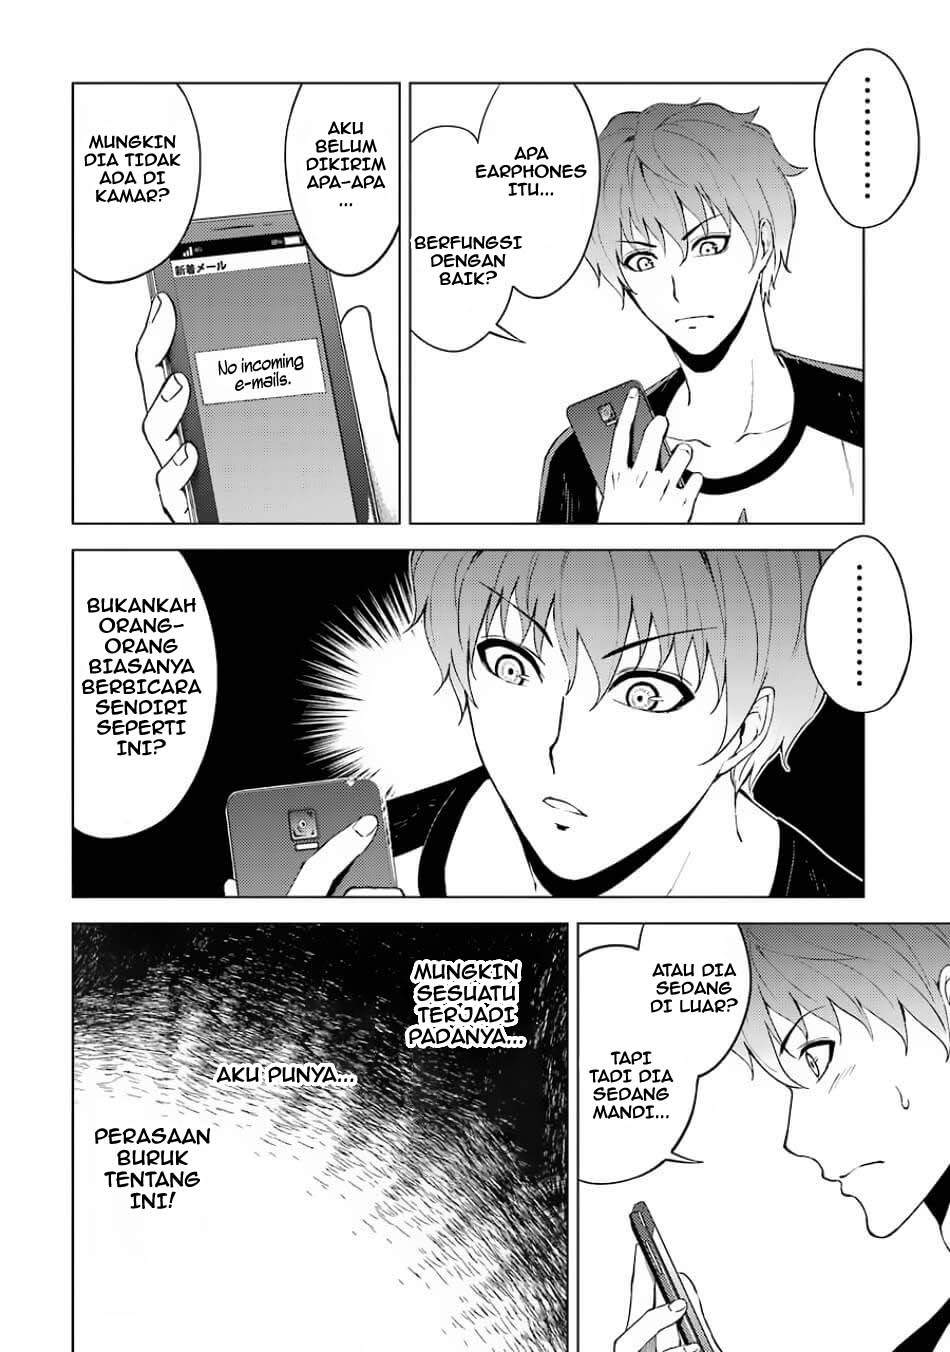 ...........
APA
EARPHONES
ITU...
BERFUNGSI
DENGAN
BAIK?
AKU
BELUM
DIKIRIM
APA-APA
...
MUNGKIN
DIA TIDAK
ADA DI
KAMAR?
新着メール
No incoming
e-mails.
...........
BUKANKAH
ORANG-
ORANG
BIASANYA
BERBICARA
SENDIRI
SEPERTI
INI?
ATAU DIA
SEDANG
DI LUAR?
TAPI
TADI DIA
SEDANG
MANDI...
MUNGKIN
SESUATU
TERJADI
PADANYA...
AKU PUNYA...
PERASAAN
BURUK
TENTANG
INI!